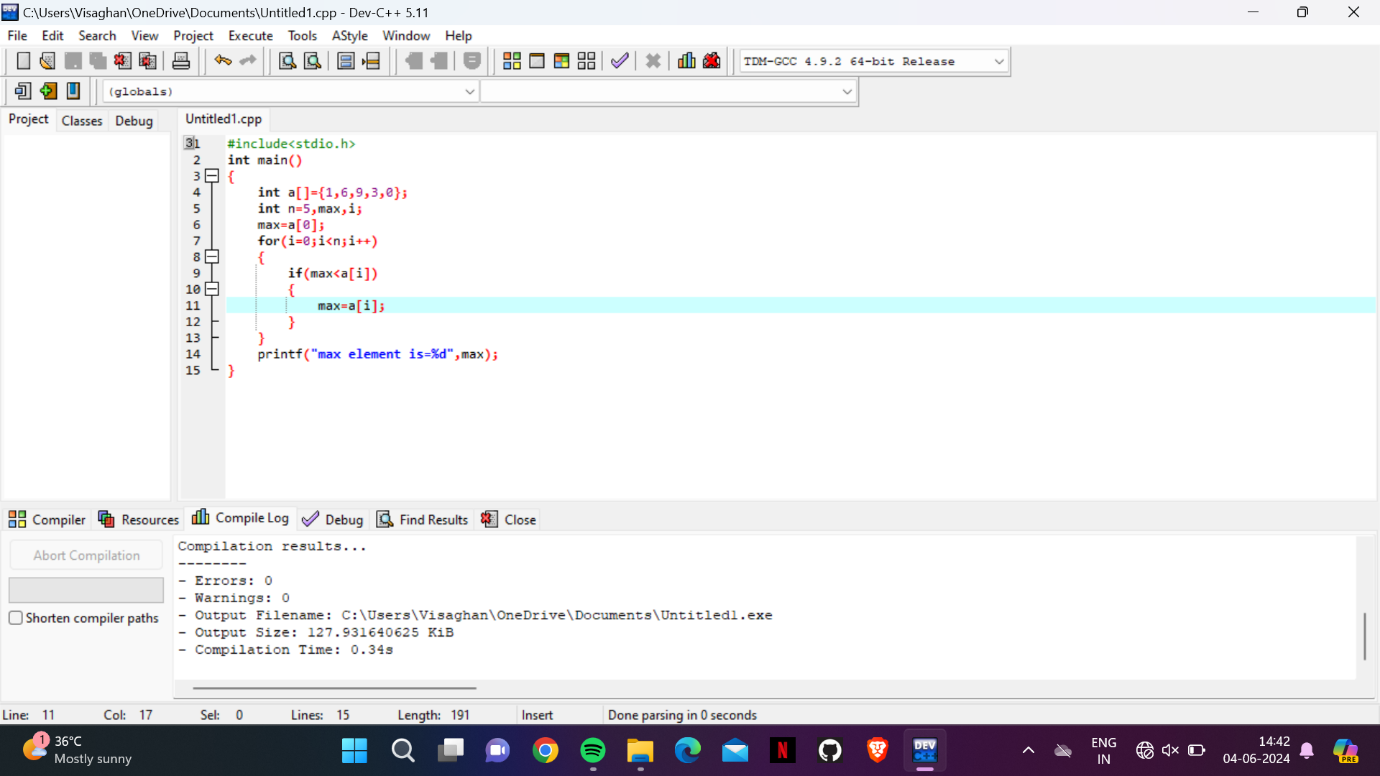 C:\Users\Visaghan\OneDrive\Documents\Untitled1.cpp - Dev-C++ 5.11
File Edit Search View Project Execute Tools AStyle Window Help
TDM-GCC 4.9.2 64-bit Release
(globals)
Project Classes Debug Untitled1.cpp
31 #include<stdio.h>
2 int main()
3 {
4 int a[]={1,6,9,3,0};
5 int n=5,max,i;
6 max=a[0];
7 for(i=0;i<n;i++)
8 {
9 if(max<a[i])
10 {
11 max=a[i];
12 }
13 }
14 printf("max element is=%d",max);
15 }
Compiler Resources Compile Log Debug Find Results Close
Abort Compilation
Shorten compiler paths
Compilation results...
--------
- Errors: 0
- Warnings: 0
- Output Filename: C:\Users\Visaghan\OneDrive\Documents\Untitled1.exe
- Output Size: 127.931640625 KiB
- Compilation Time: 0.34s
Line: 11 Col: 17 Sel: 0 Lines: 15 Length: 191 Insert Done parsing in 0 seconds
1 36°C
Mostly sunny
N
DEV
C++
ENG
IN
14:42
04-06-2024
PRE